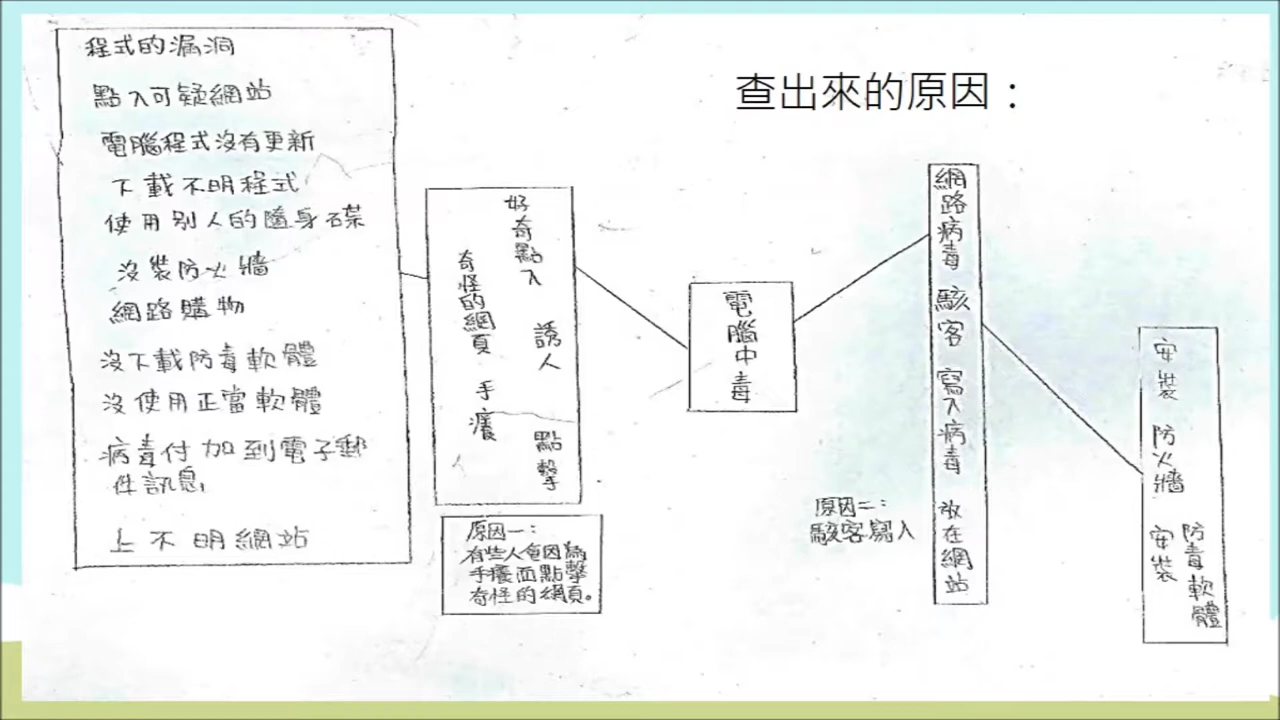 查出來的原因：
程式的漏洞
點入可疑網站
電腦程式沒有更新
下載不明程式
使用別人的隨身碟
沒裝防火牆
網路購物
沒下載防毒軟體
沒使用正當軟體
病毒付加到電子郵
件訊息
上不明網站
好奇點入
誘人
點擊
奇怪的網頁
手癢
原因一：
有些人會因為
手癢而點擊
奇怪的網頁。
電腦中毒
網路病毒
駭客
寫入病毒
放在網站
原因二：
駭客寫入
安裝
防火牆
安裝
防毒軟體